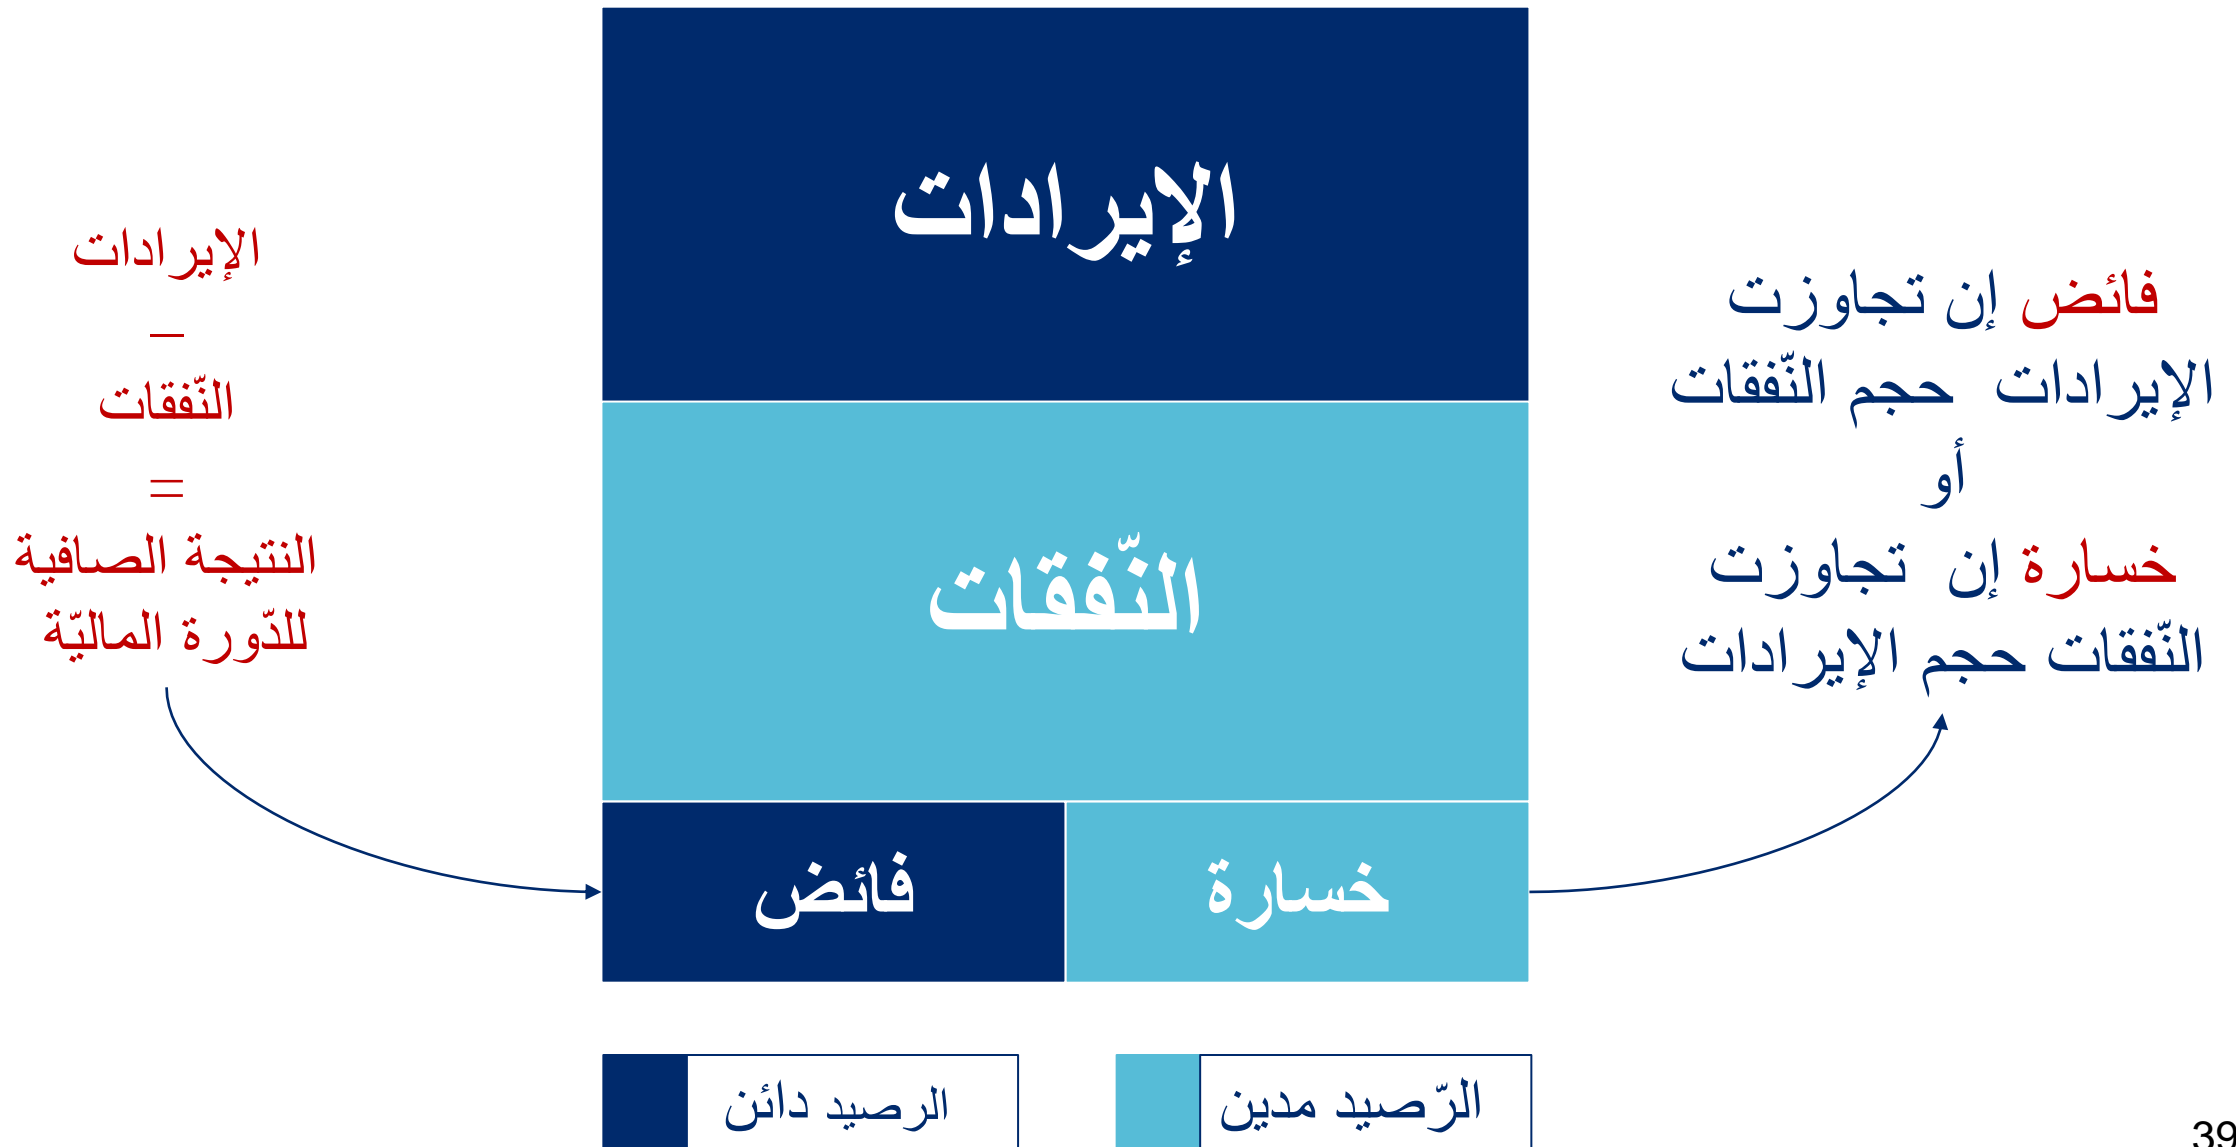 الإيرادات
فائض إن تجاوزت
الإيرادات حجم النّفقات
أو
خسارة إن تجاوزت
النّفقات حجم الإيرادات
النّفقات
الإيرادات
–
النّفقات
=
النتيجة الصافية
للدّورة الماليّة
خسارة
فائض
الرّصيد مدين
الرصيد دائن
39